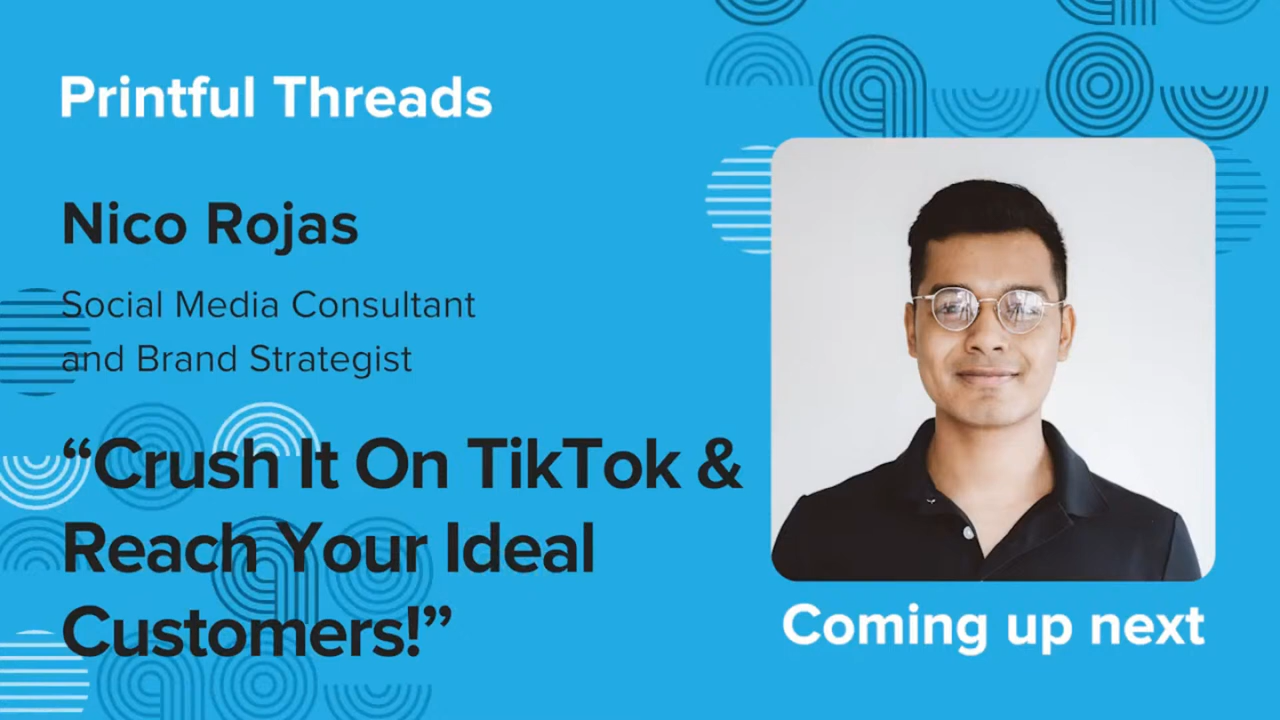 Printful Threads
Nico Rojas
Social Media Consultant
and Brand Strategist
“Crush It On TikTok &
Reach Your Ideal
Customers!”
Coming up next